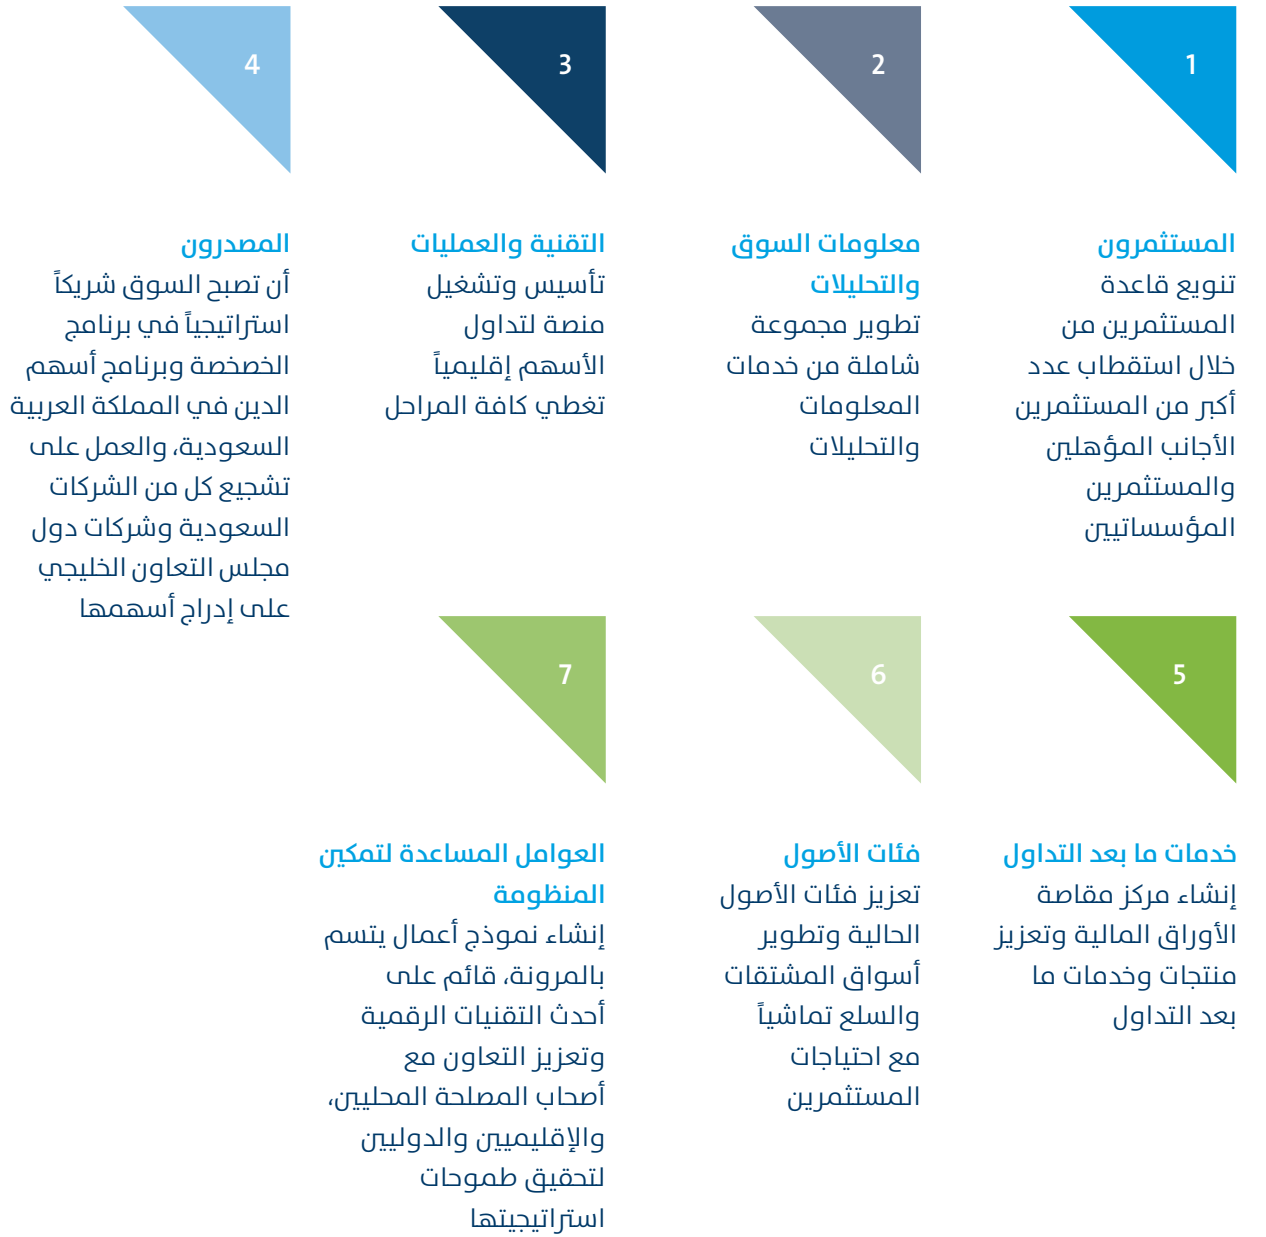 1
المستثمرون
تنويع قاعدة
المستثمرين من
خلال استقطاب عدد
أكبر من المستثمرين
الأجانب المؤهلين
والمستثمرين
المؤسساتيين
2
معلومات السوق
والتحليلات
تطوير مجموعة
شاملة من خدمات
المعلومات
والتحليلات
3
التقنية والعمليات
تأسيس وتشغيل
منصة لتداول
الأسهم إقليمياً
تغطي كافة المراحل
4
المصدرون
أن تصبح السوق شريكاً
استراتيجياً في برنامج
الخصخصة وبرنامج أسهم
الدين في المملكة العربية
السعودية، والعمل على
تشجيع كل من الشركات
السعودية وشركات دول
مجلس التعاون الخليجي
على إدراج أسهمها
5
خدمات ما بعد التداول
إنشاء مركز مقاصة
الأوراق المالية وتعزيز
منتجات وخدمات ما
بعد التداول
6
فئات الأصول
تعزيز فئات الأصول
الحالية وتطوير
أسواق المشتقات
والسلع تماشياً
مع احتياجات
المستثمرين
7
العوامل المساعدة لتمكين
المنظومة
إنشاء نموذج أعمال يتسم
بالمرونة، قائم على
أحدث التقنيات الرقمية
وتعزيز التعاون مع
أصحاب المصلحة المحليين،
والإقليميين والدوليين
لتحقيق طموحات
استراتيجيتها